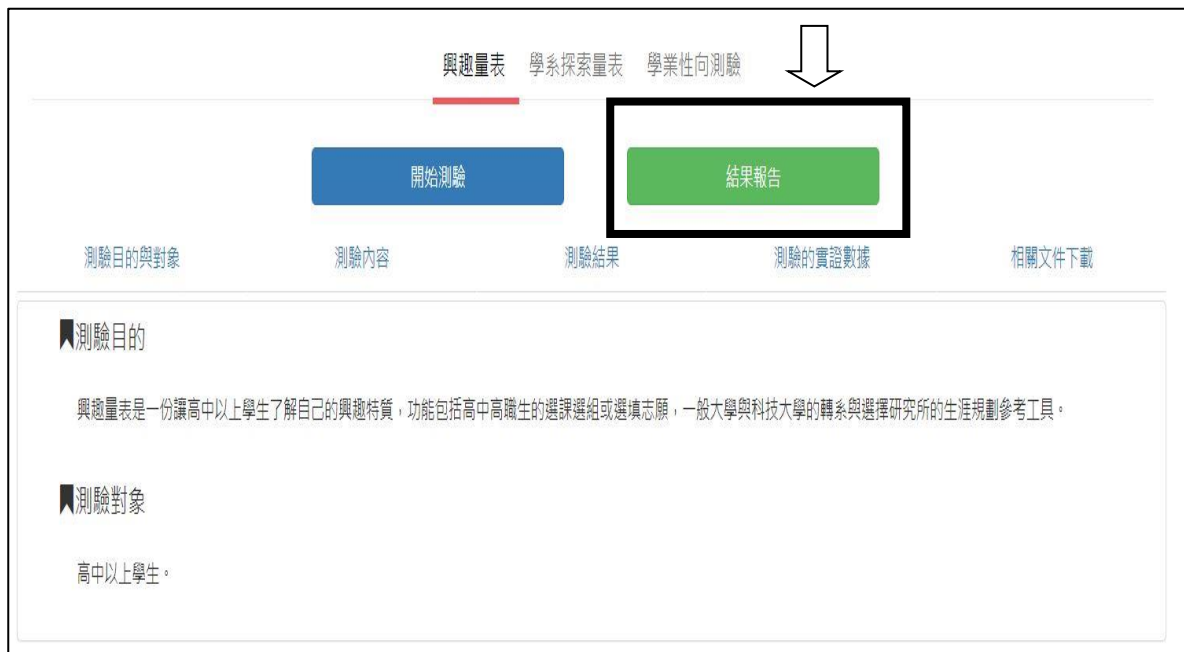 興趣量表 學系探索量表 學業性向測驗
開始測驗 結果報告
測驗目的與對象 測驗內容 測驗結果 測驗的實證數據 相關文件下載
測驗目的
興趣量表是一份讓高中以上學生了解自己的興趣特質，功能包括高中高職生的選課選組或選填志願，一般大學與科技大學的轉系與選擇研究所的生涯規劃參考工具。
測驗對象
高中以上學生。